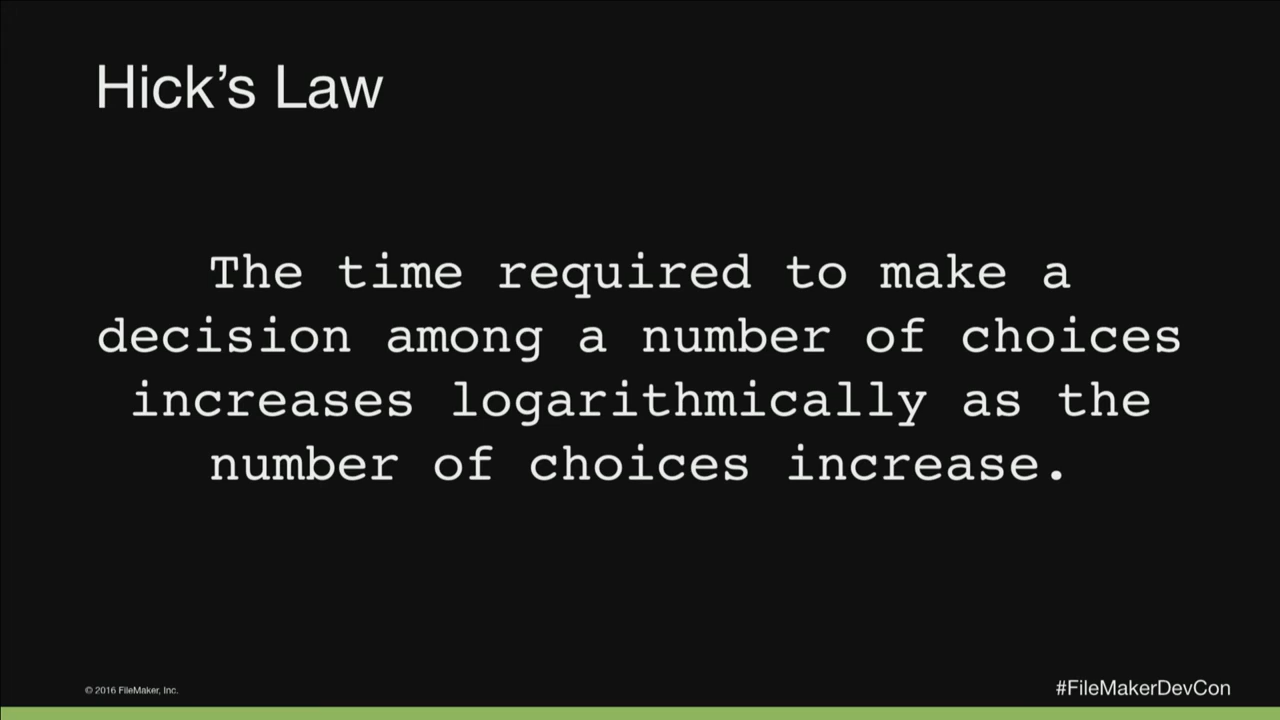 Hick’s Law
The time required to make a
decision among a number of choices
increases logarithmically as the
number of choices increase.
© 2016 FileMaker, Inc.
#FileMakerDevCon